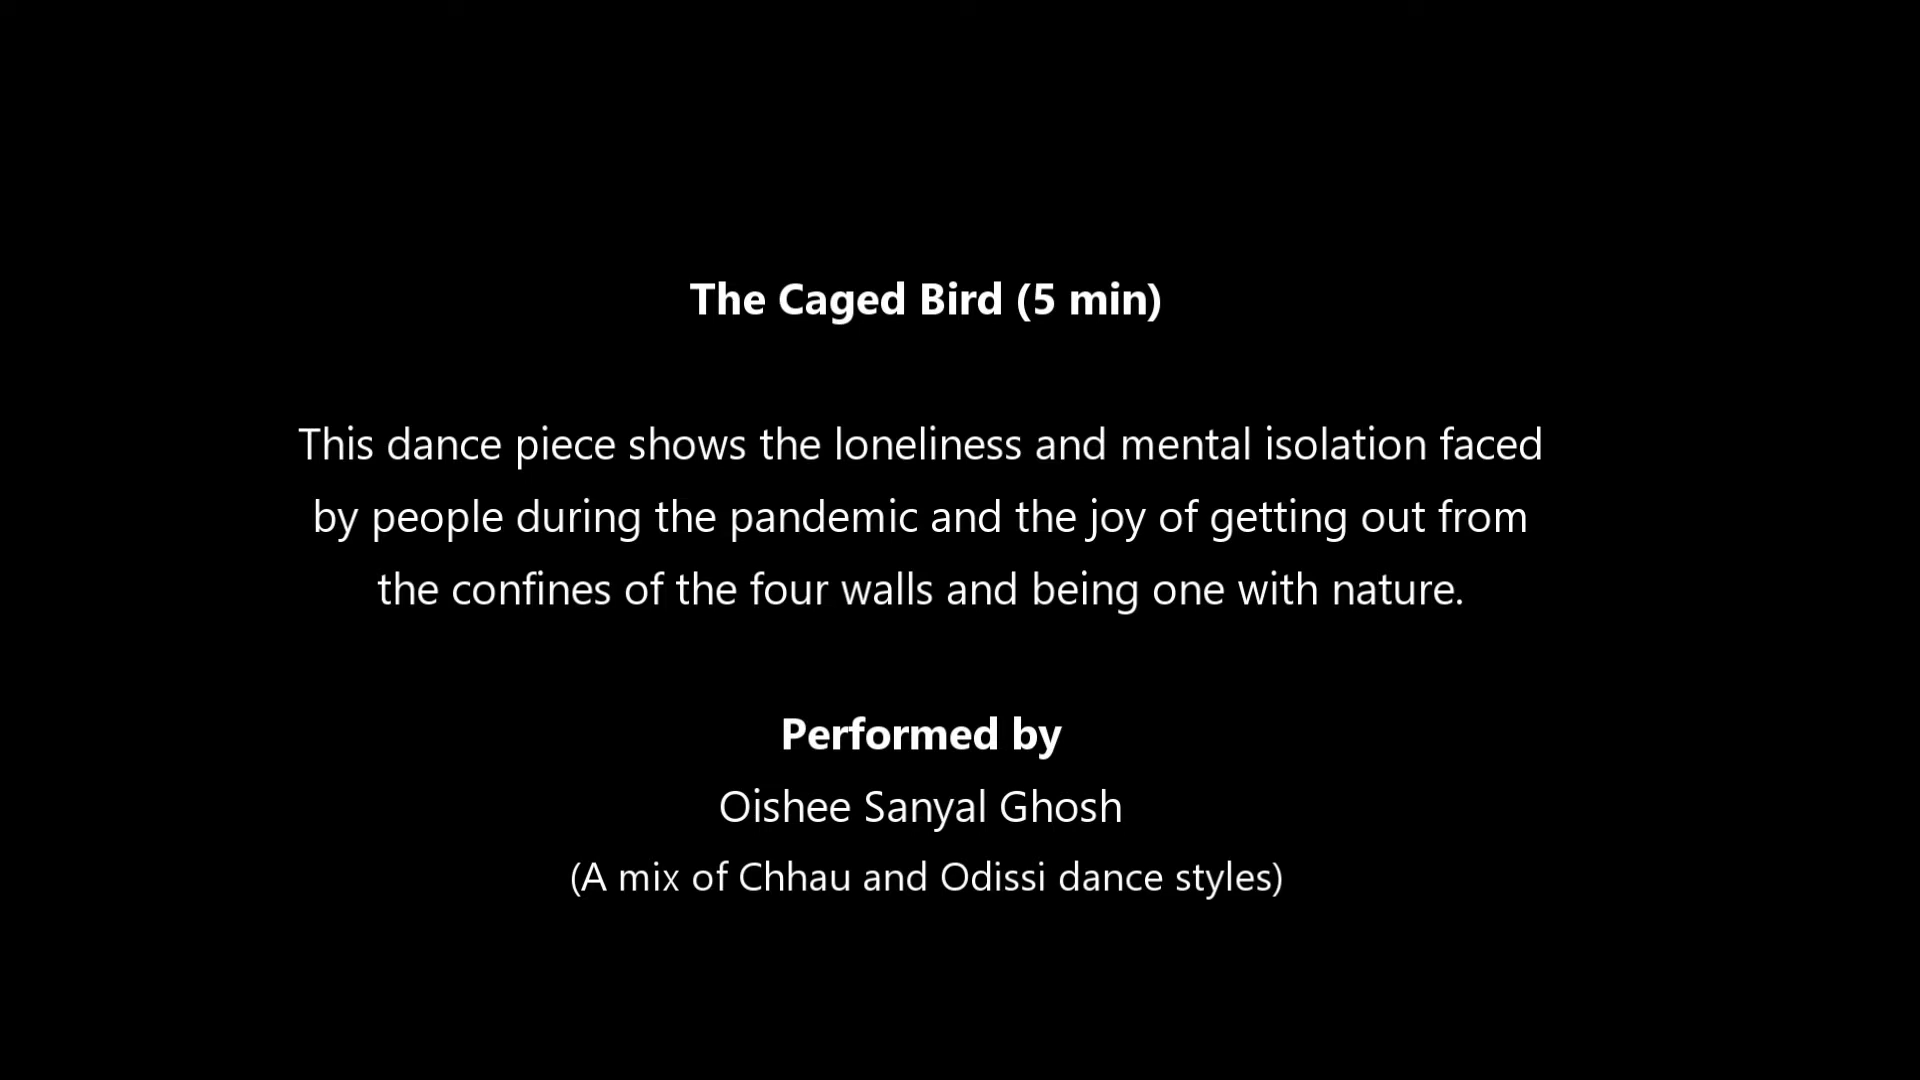 The Caged Bird (5 min)
This dance piece shows the loneliness and mental isolation faced
by people during the pandemic and the joy of getting out from
the confines of the four walls and being one with nature.
Performed by
Oishee Sanyal Ghosh
(A mix of Chhau and Odissi dance styles)